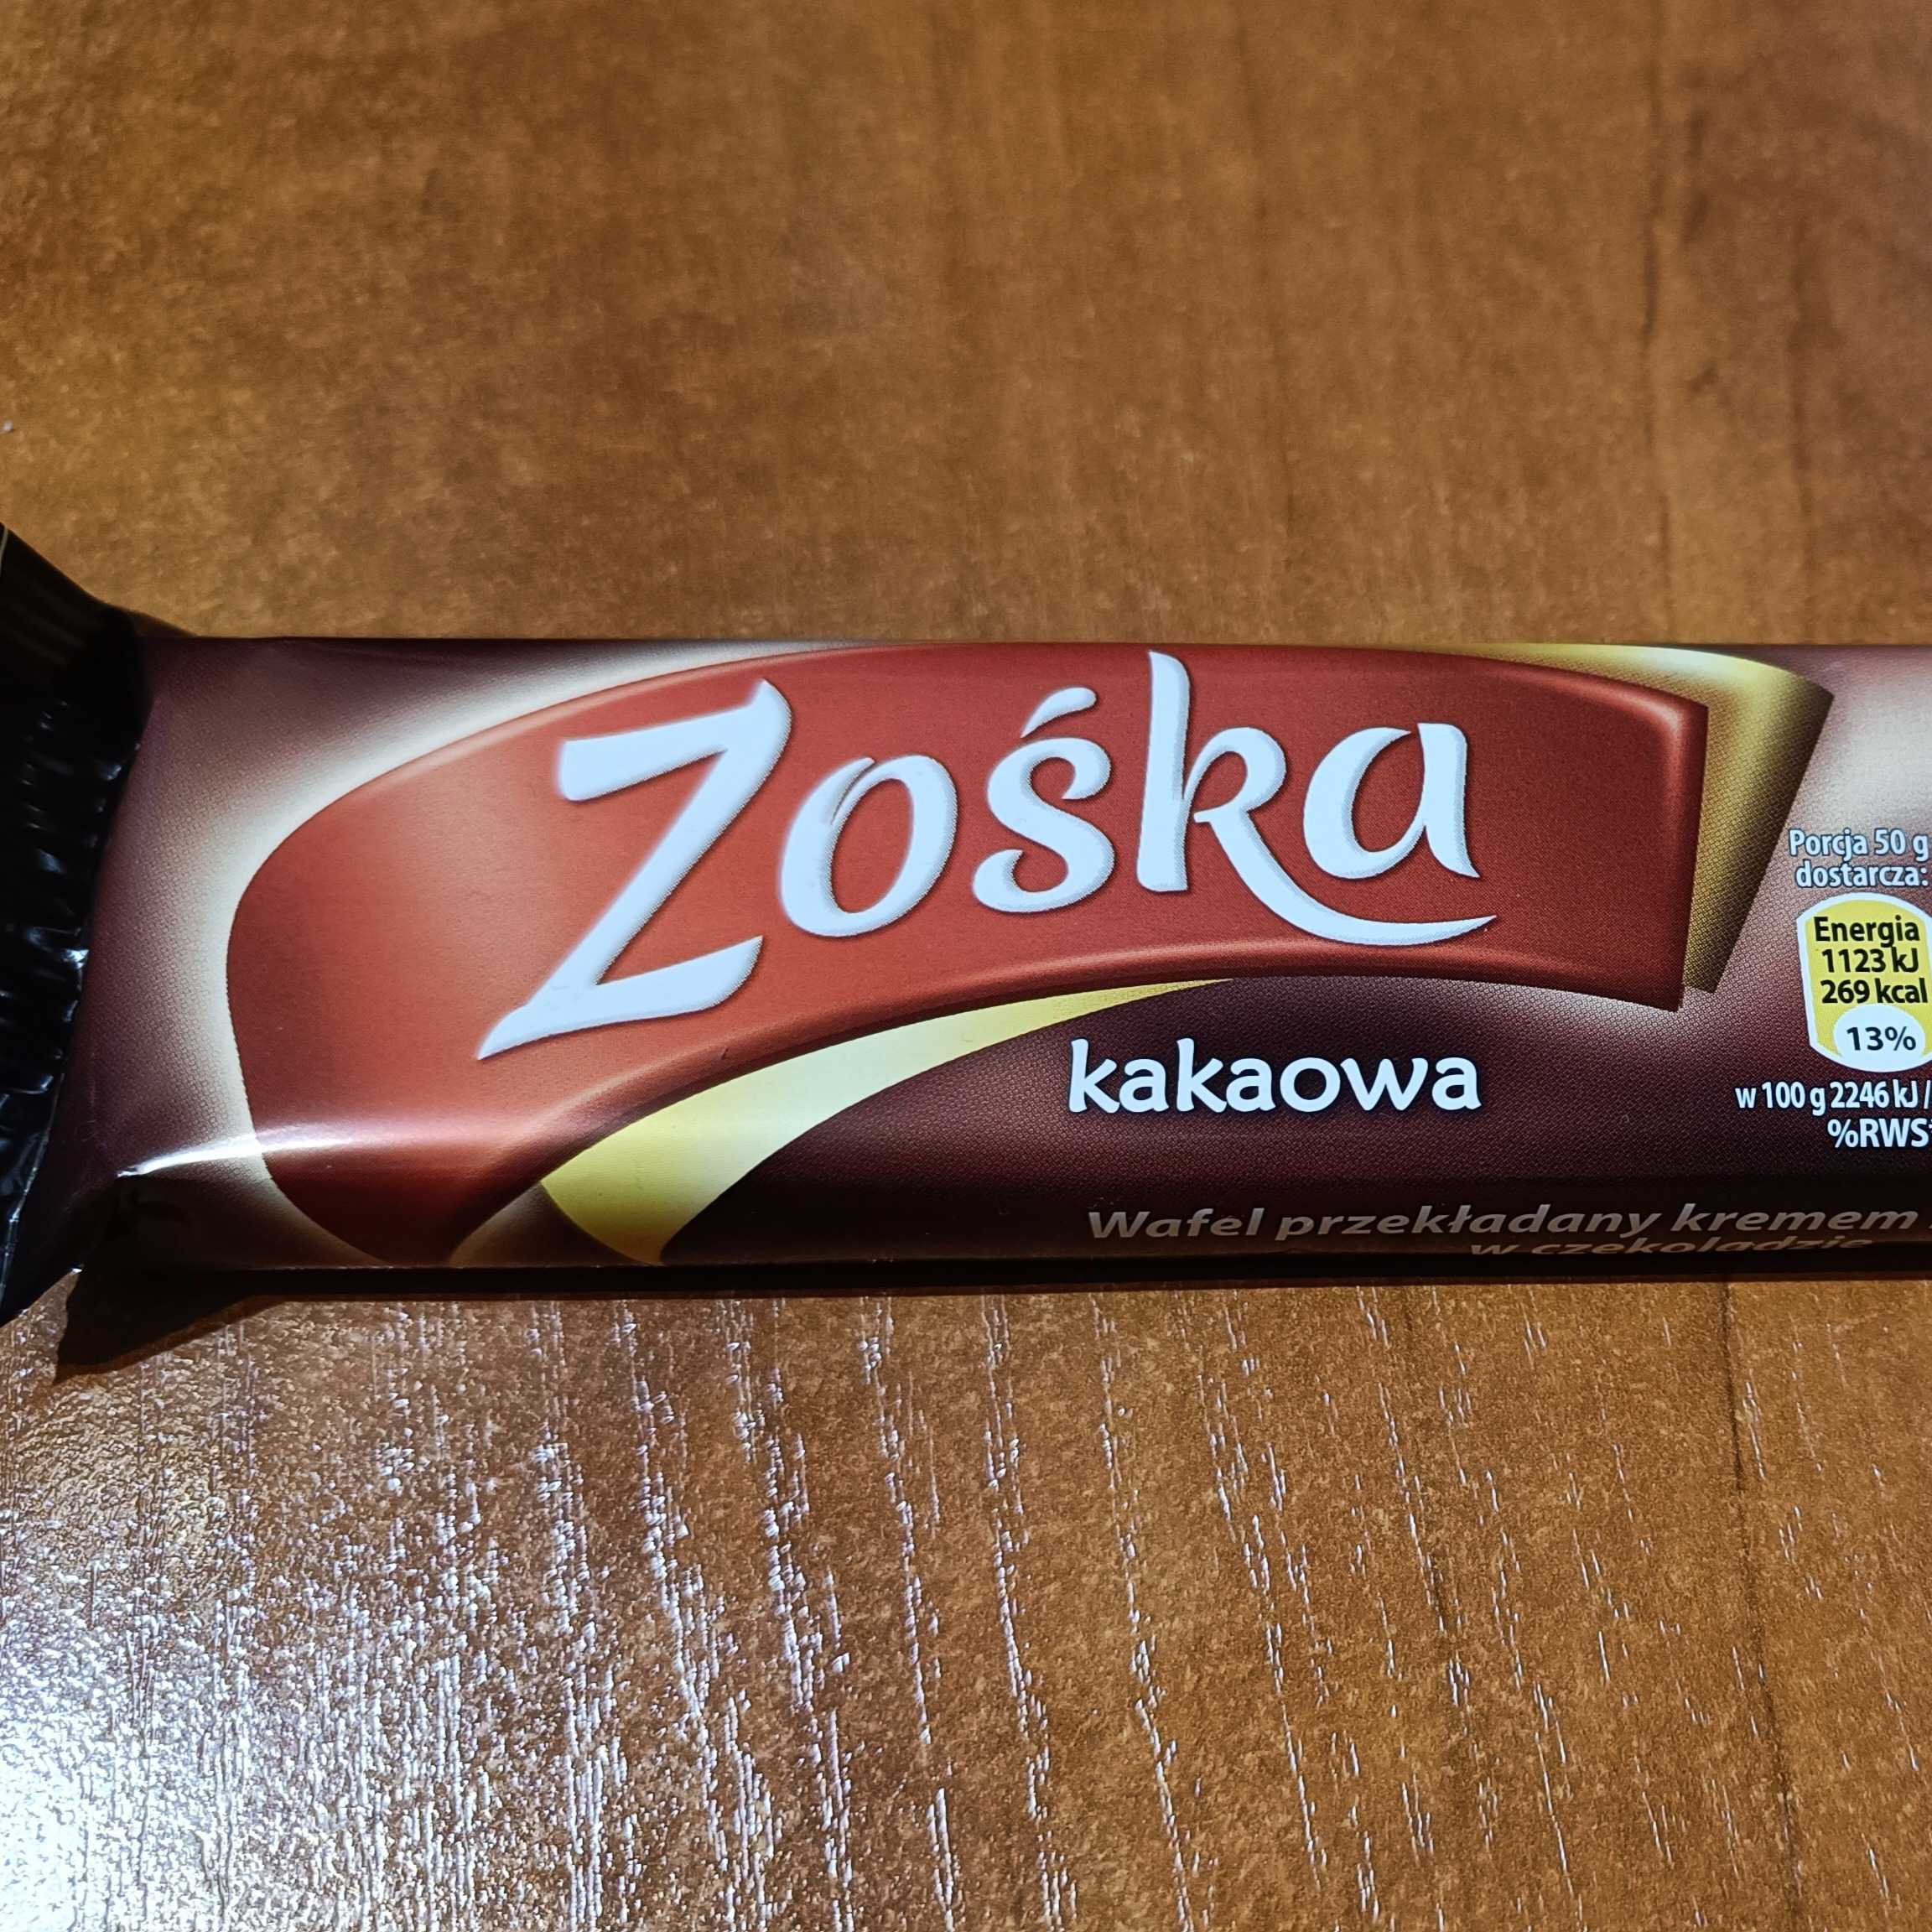 Zośka
kakaowa
Porcja 50 g
dostarcza:
Energia
1123 kJ
269 kcal
13%
w 100 g 2246 kJ /
%RWS
Wafel przekładany kremem
w czekoladzie